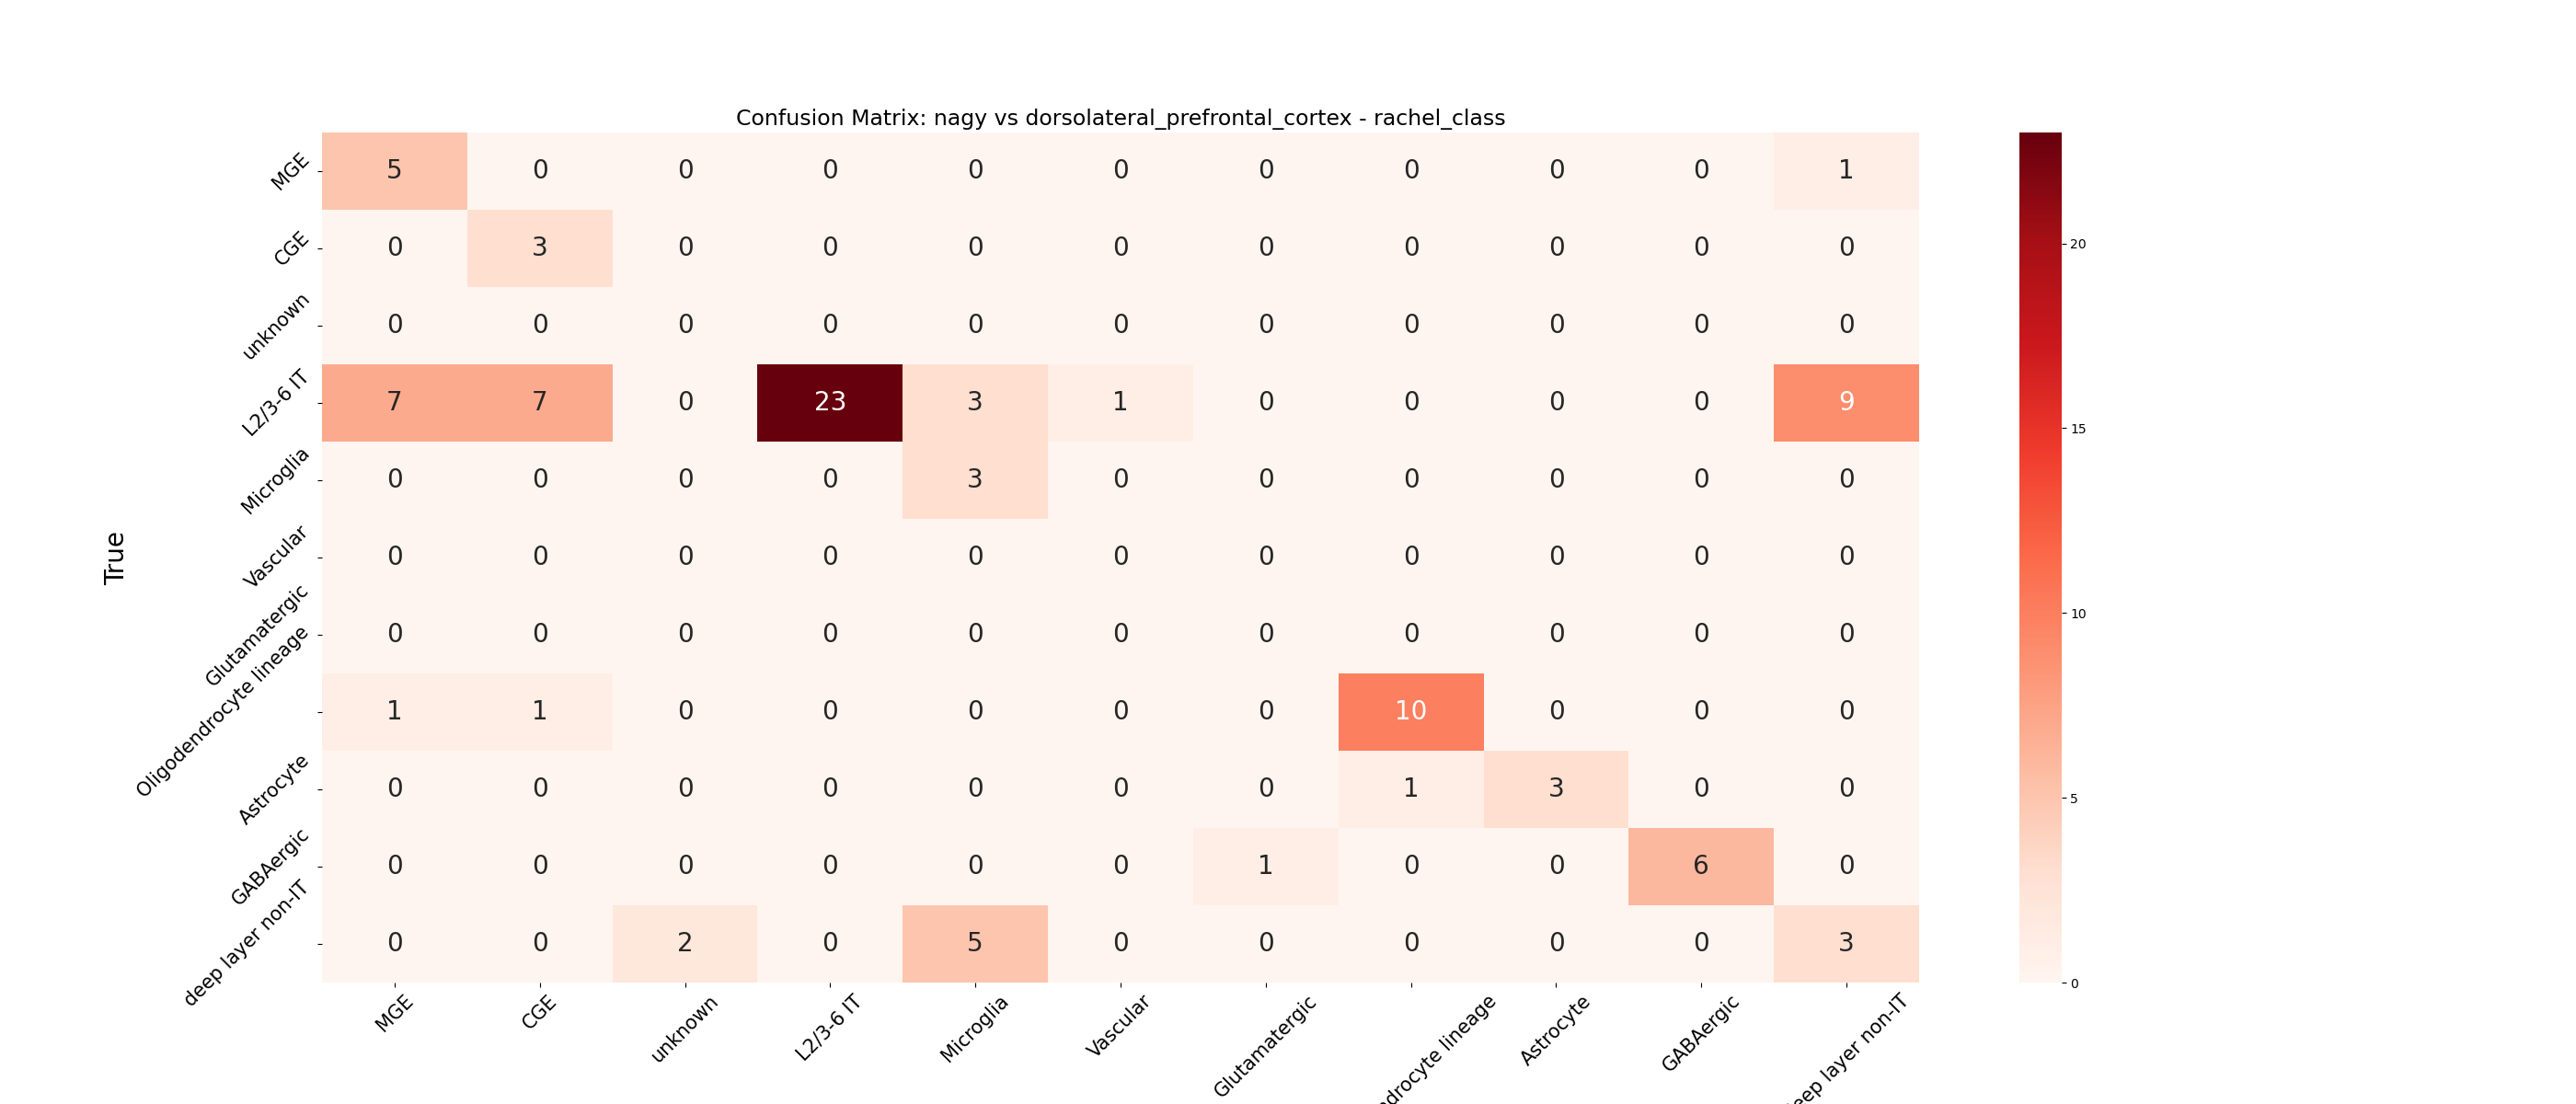 Confusion Matrix: nagy vs dorsolateral_prefrontal_cortex - rachel_class
True
MGE 5 0 0 0 0 0 0 0 0 0 1
CGE 0 3 0 0 0 0 0 0 0 0 0
unknown 0 0 0 0 0 0 0 0 0 0 0
L2/3-6 IT 7 7 0 23 3 1 0 0 0 0 9
Microglia 0 0 0 0 3 0 0 0 0 0 0
Vascular 0 0 0 0 0 0 0 0 0 0 0
Glutamatergic 0 0 0 0 0 0 0 0 0 0 0
Oligodendrocyte lineage 1 1 0 0 0 0 0 10 0 0 0
Astrocyte 0 0 0 0 0 0 0 1 3 0 0
GABAergic 0 0 0 0 0 0 1 0 0 6 0
deep layer non-IT 0 0 2 0 5 0 0 0 0 0 3
MGE CGE unknown L2/3-6 IT Microglia Vascular Glutamatergic ndrocyte lineage Astrocyte GABAergic eep layer non-IT
20
15
10
5
0